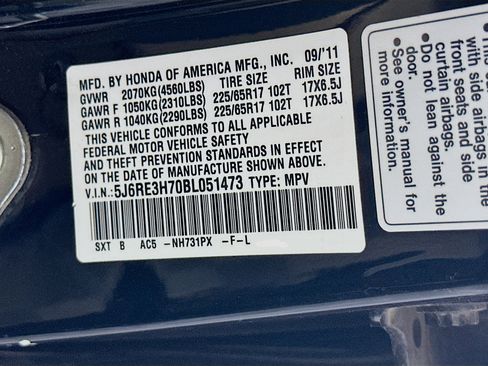 MFD. BY HONDA OF AMERICA MFG., INC. 09/'11
GVWR 2070KG(4560LBS) TIRE SIZE RIM SIZE
GAWR F 1050KG(2310LBS) 225/65R17 102T 17X6.5J
GAWR R 1040KG(2290LBS) 225/65R17 102T 17X6.5J
THIS VEHICLE CONFORMS TO ALL APPLICABLE
FEDERAL MOTOR VEHICLE SAFETY
AND THEFT PREVENTION STANDARDS IN EFFECT
ON THE DATE OF MANUFACTURE SHOWN ABOVE.
V.I.N.: 5J6RE3H70BL051473 TYPE: MPV
SXT B AC5 -NH731PX -F-L
with side airbags in the
front seats and side
curtain airbags.
•Do not lean against the
door.
•See owner's manual for
more information.